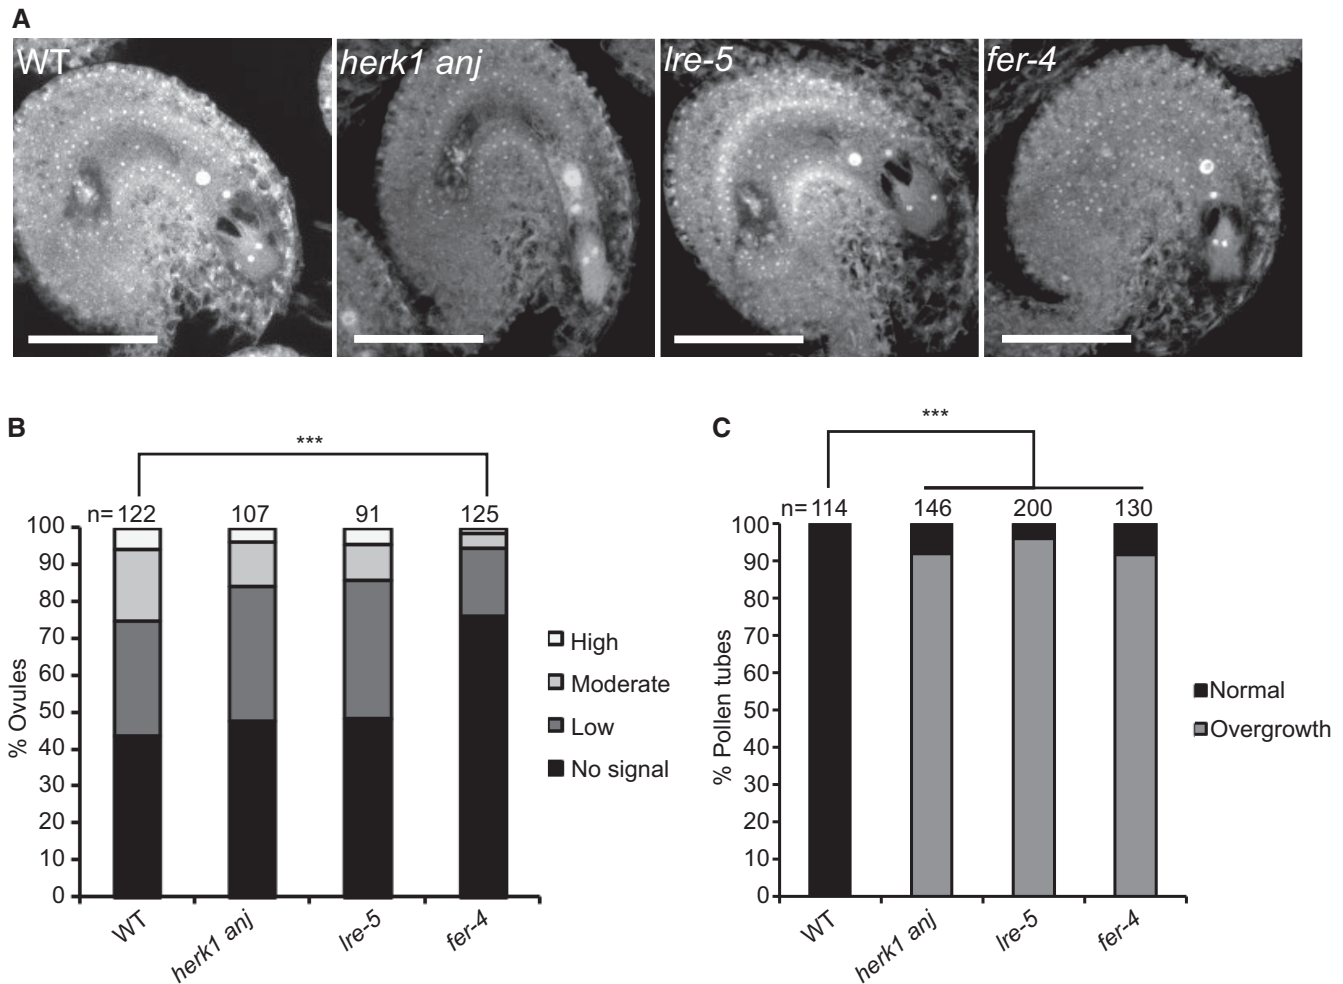 A
WT
herk1 anj
lre-5
fer-4
B
***
n= 122 107 91 125
100
90
80
70
60
50
40
30
20
10
0
% Ovules
WT
herk1 anj
lre-5
fer-4
High
Moderate
Low
No signal
C
***
n= 114 146 200 130
100
90
80
70
60
50
40
30
20
10
0
% Pollen tubes
WT
herk1 anj
lre-5
fer-4
Normal
Overgrowth